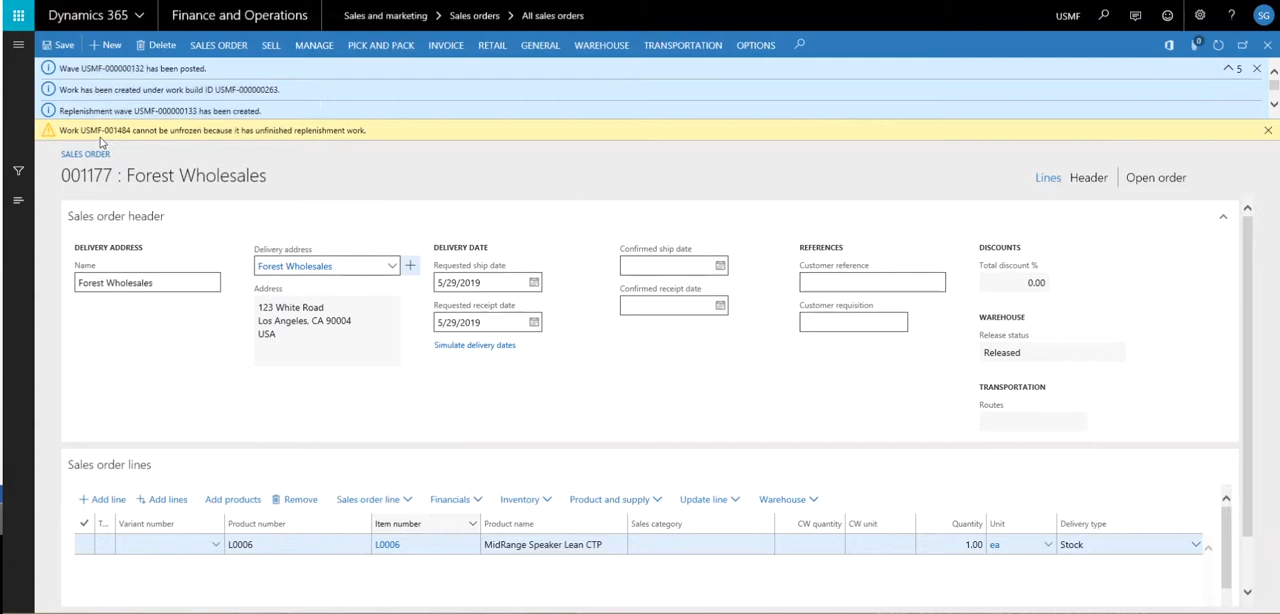 Dynamics 365 Finance and Operations Sales and marketing > Sales orders > All sales orders USMF ? SG
Save + New Delete SALES ORDER SELL MANAGE PICK AND PACK INVOICE RETAIL GENERAL WAREHOUSE TRANSPORTATION OPTIONS 0
Wave USMF-000000132 has been posted. 5
Work has been created under work build ID USMF-000000263.
Replenishment wave USMF-000000133 has been created.
Work USMF-001484 cannot be unfrozen because it has unfinished replenishment work.
SALES ORDER
001177 : Forest Wholesales Lines Header Open order
Sales order header
DELIVERY ADDRESS
Name
Forest Wholesales
Delivery address
Forest Wholesales
Address
123 White Road
Los Angeles, CA 90004
USA
DELIVERY DATE
Requested ship date
5/29/2019
Requested receipt date
5/29/2019
Simulate delivery dates
Confirmed ship date
Confirmed receipt date
REFERENCES
Customer reference
Customer requisition
DISCOUNTS
Total discount %
0.00
WAREHOUSE
Release status
Released
TRANSPORTATION
Routes
Sales order lines
+ Add line Add lines Add products Remove Sales order line Financials Inventory Product and supply Update line Warehouse
T... Variant number Product number Item number Product name Sales category CW quantity CW unit Quantity Unit Delivery type
L0006 L0006 MidRange Speaker Lean CTP 1.00 ea Stock